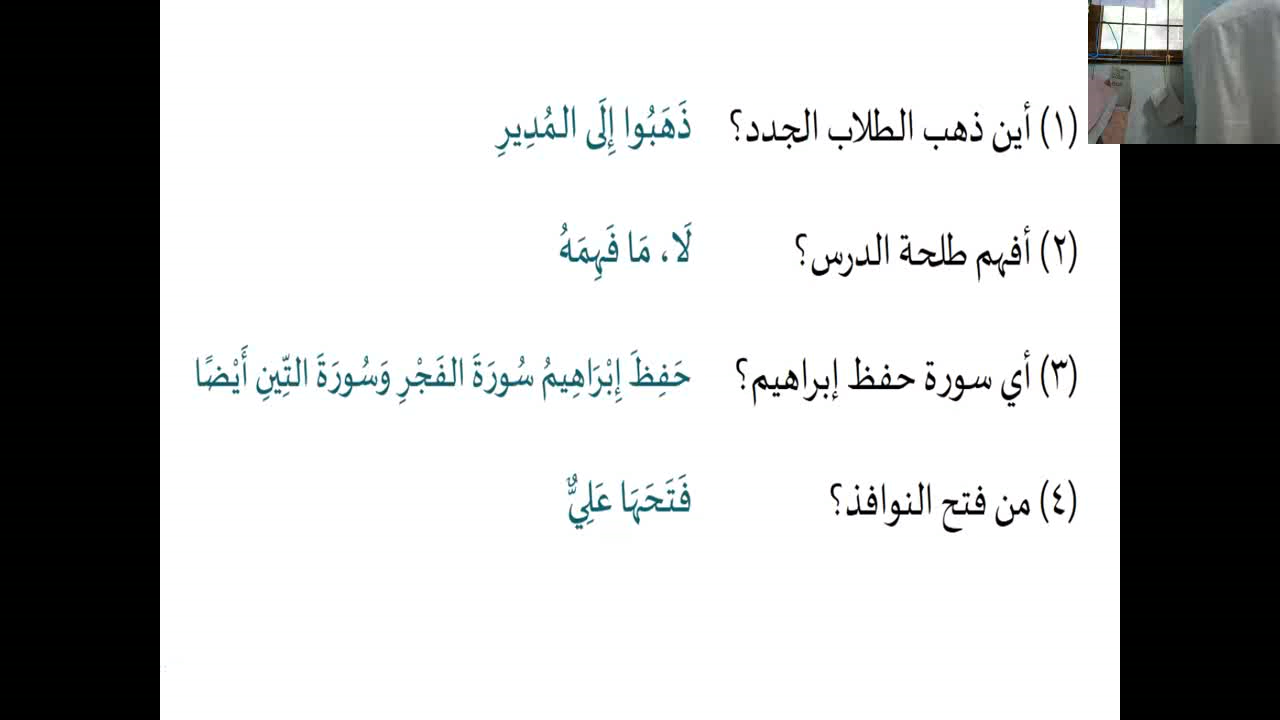 (١) أين ذهب الطلاب الجدد؟ ذَهَبُوا إِلَى المُدِيرِ
(٢) أفهم طلحة الدرس؟ لَا، مَا فَهِمَهُ
(٣) أي سورة حفظ إبراهيم؟ حَفِظَ إِبْرَاهِيمُ سُورَةَ الفَجْرِ وَسُورَةَ التِّينِ أَيْضًا
(٤) من فتح النوافذ؟ فَتَحَهَا عَلِيٌّ